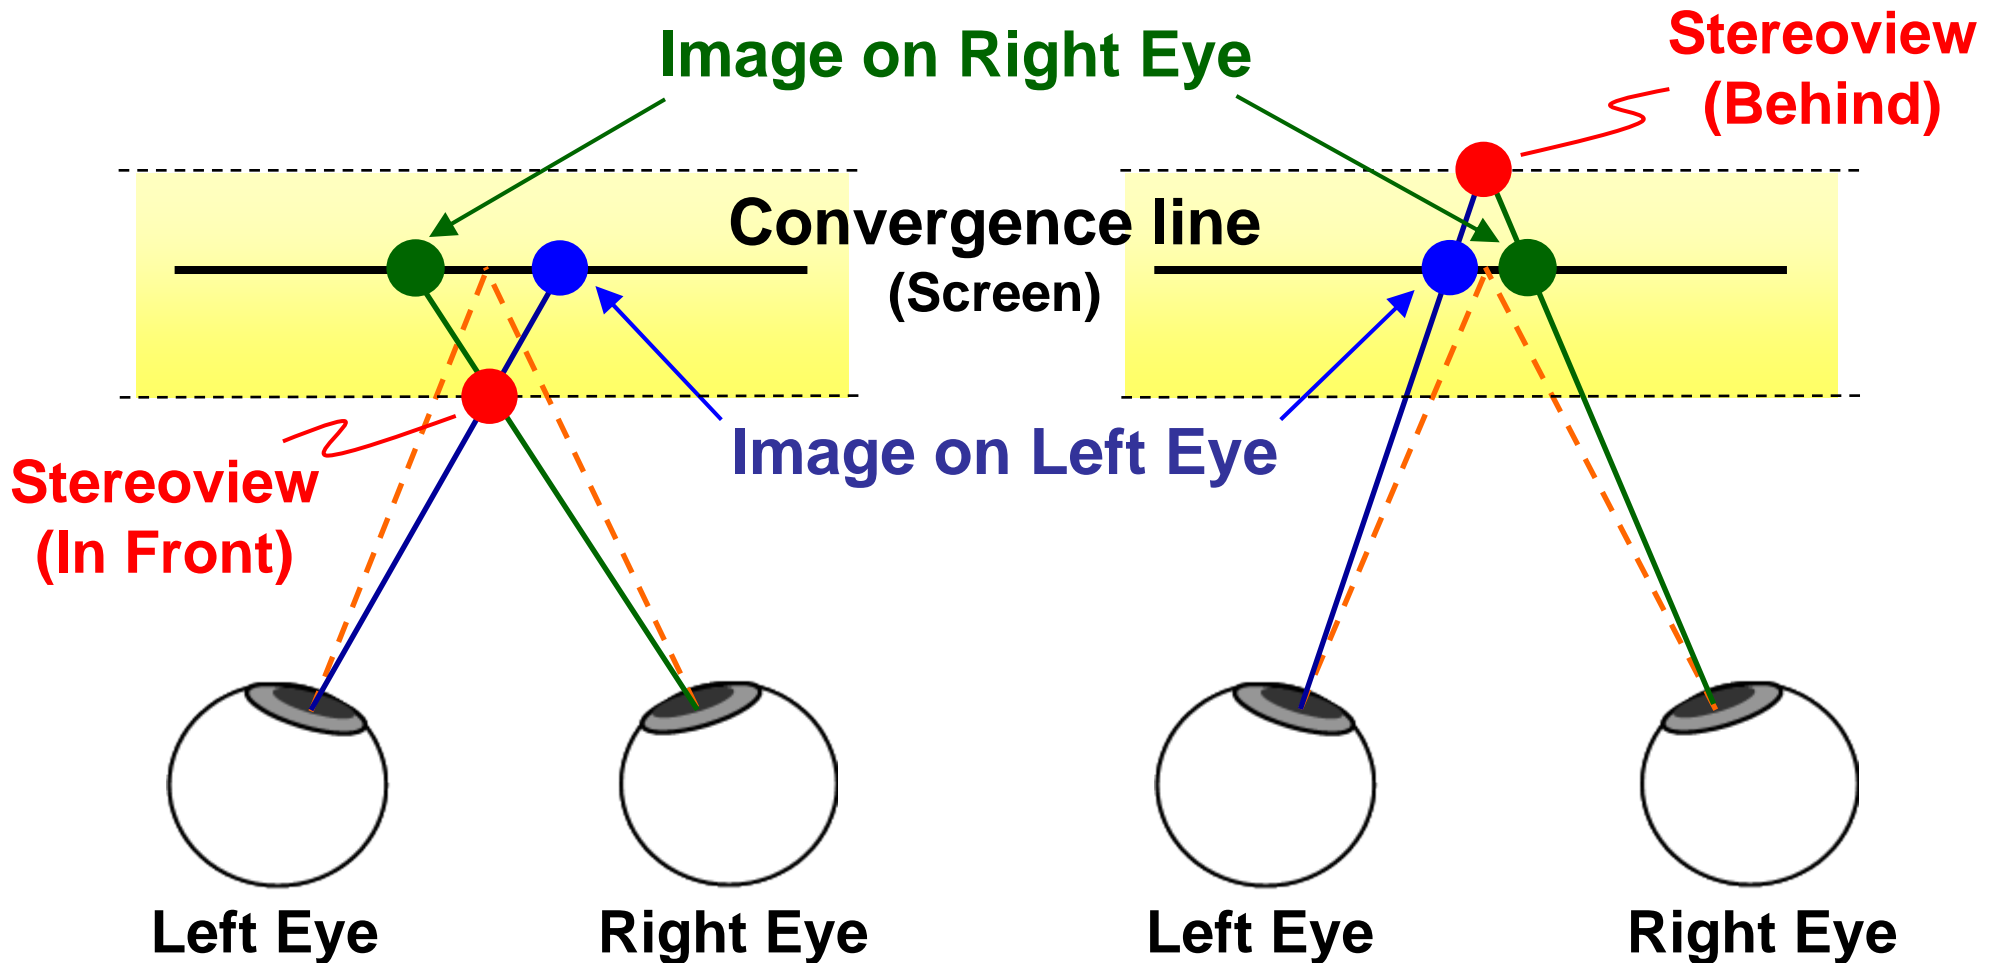 Image on Right Eye
Stereoview
(Behind)
Convergence line
(Screen)
Image on Left Eye
Stereoview
(In Front)
Left Eye
Right Eye
Left Eye
Right Eye